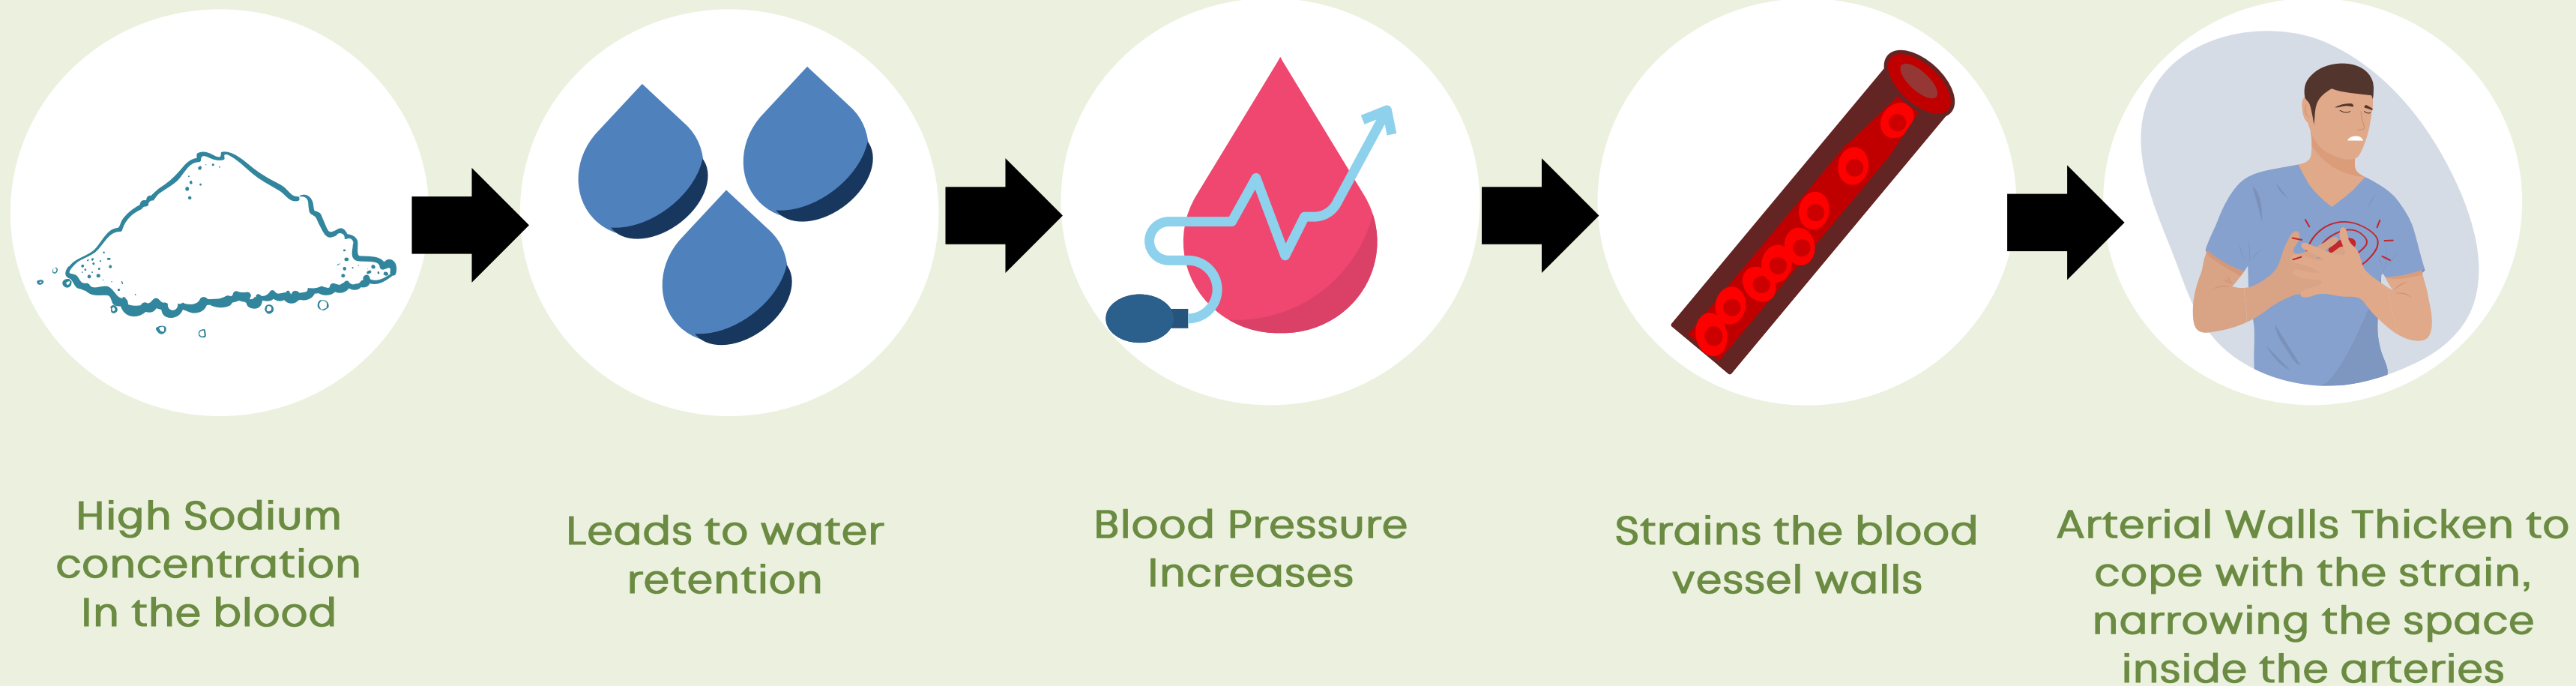 High Sodium
concentration
In the blood
Leads to water
retention
Blood Pressure
Increases
Strains the blood
vessel walls
Arterial Walls Thicken to
cope with the strain,
narrowing the space
inside the arteries